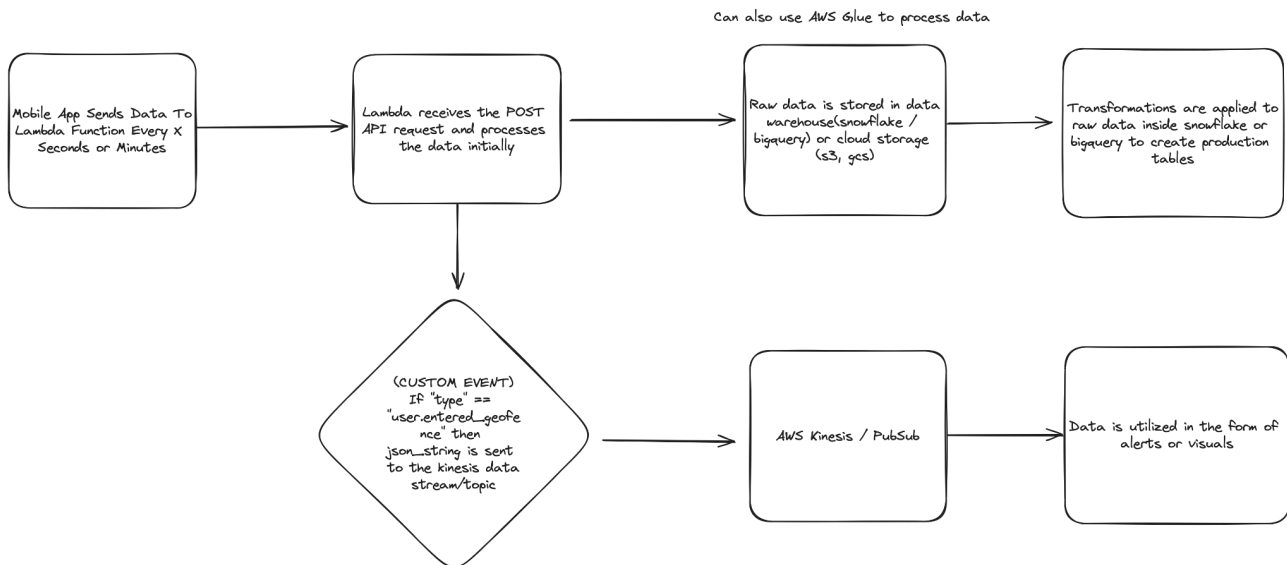 Can also use AWS Glue to process data
Mobile App Sends Data To
Lambda Function Every X
Seconds or Minutes
Lambda receives the POST
API request and processes
the data initially
Raw data is stored in data
warehouse(snowflake /
bigquery) or cloud storage
(s3, gcs)
Transformations are applied to
raw data inside snowflake or
bigquery to create production
tables
(CUSTOM EVENT)
If "type" ==
"user.entered_geofe
nce" then
json_string is sent
to the kinesis data
stream/topic
AWS Kinesis / PubSub
Data is utilized in the form of
alerts or visuals